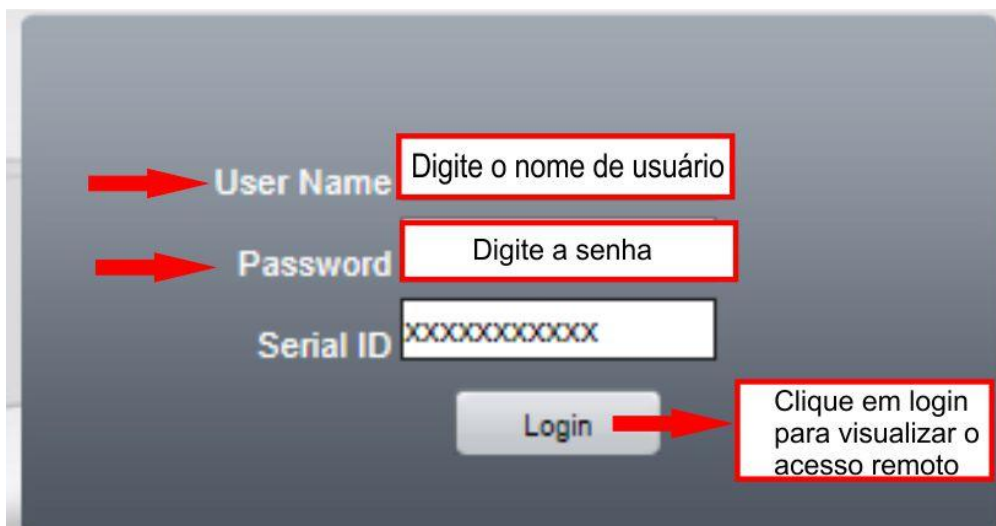 User Name Digite o nome de usuário
Password Digite a senha
Serial ID xxxxxxxxxxx
Login
Clique em login
para visualizar o
acesso remoto